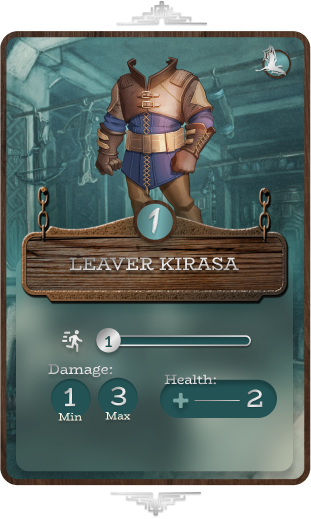 1
LEAVER KIRASA
1
Damage:
1 Min
3 Max
Health:
+ 2